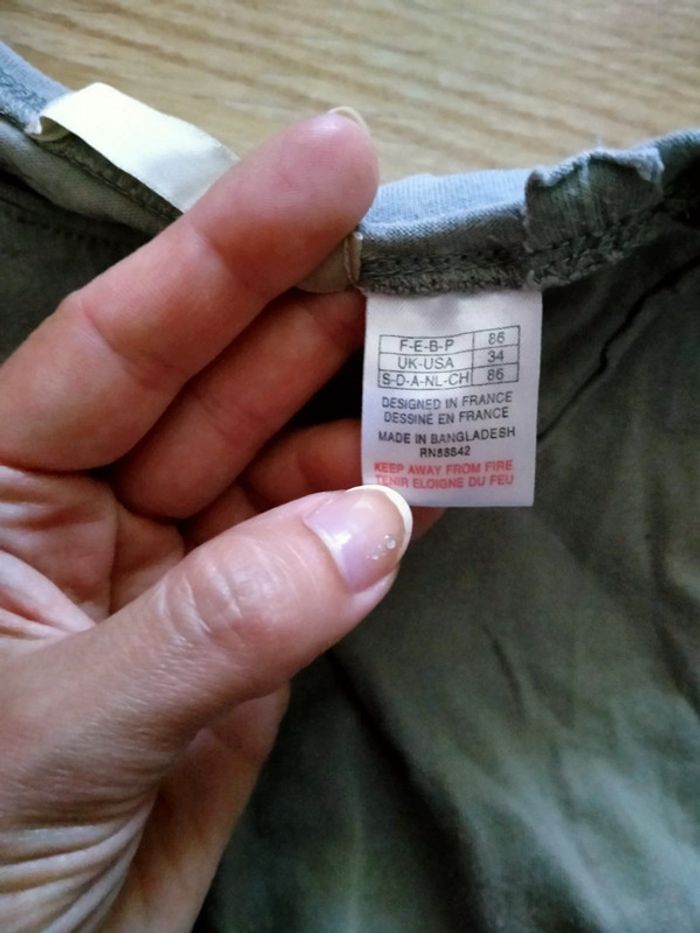 F-E-B-P 86
UK-USA 34
S-D-A-NL-CH 86
DESIGNED IN FRANCE
DESSINE EN FRANCE
MADE IN BANGLADESH
RN88842
KEEP AWAY FROM FIRE
TENIR ELOIGNE DU FEU